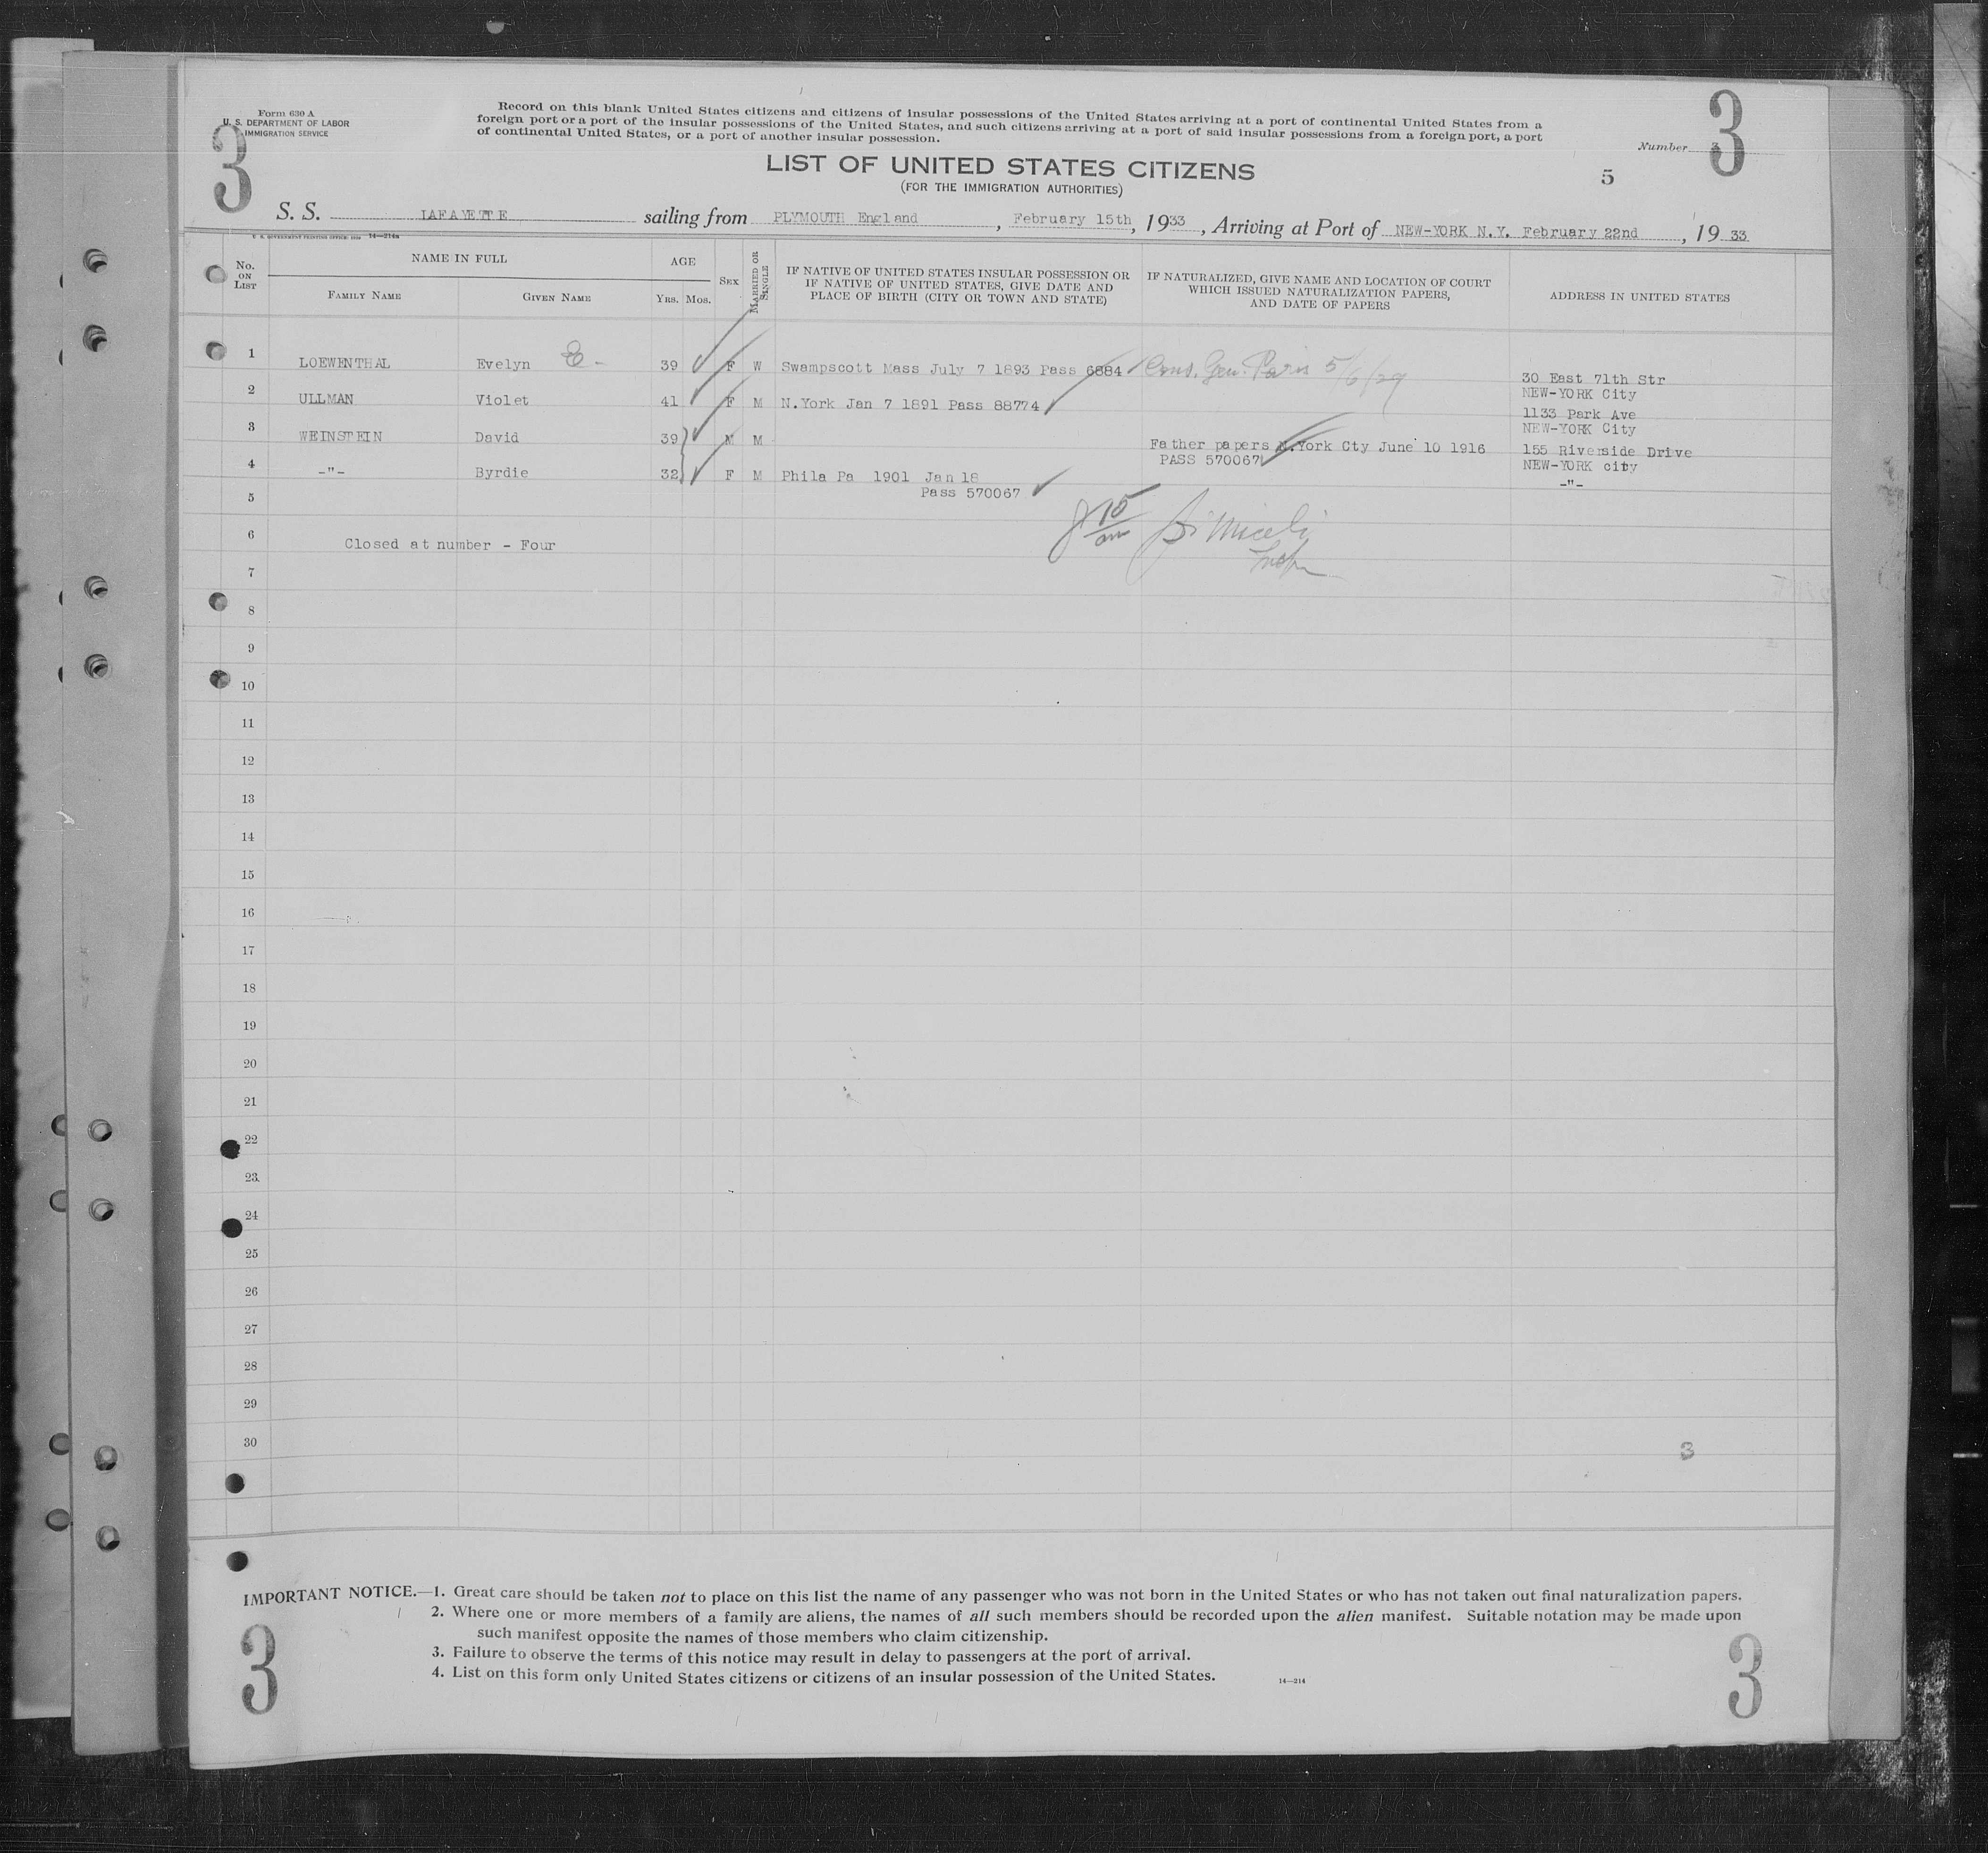 Form 630 A
U. S. DEPARTMENT OF LABOR
IMMIGRATION SERVICE
3
Record on this blank United States citizens and citizens of insular possessions of the United States arriving at a port of continental United States from a
foreign port or a port of the insular possessions of the United States, and such citizens arriving at a port of said insular possessions from a foreign port, a port
of continental United States, or a port of another insular possession.
Number 3
3
LIST OF UNITED STATES CITIZENS
(FOR THE IMMIGRATION AUTHORITIES)
5
S. S. LAFAYETTE sailing from PLYMOUTH England, February 15th, 1933, Arriving at Port of NEW-YORK N.Y. February 22nd, 19 33
U. S. GOVERNMENT PRINTING OFFICE 14—214a
No. ON LIST
NAME IN FULL
FAMILY NAME
GIVEN NAME
AGE
YRS. MOS.
SEX
MARRIED OR SINGLE
IF NATIVE OF UNITED STATES INSULAR POSSESSION OR
IF NATIVE OF UNITED STATES, GIVE DATE AND
PLACE OF BIRTH (CITY OR TOWN AND STATE)
IF NATURALIZED, GIVE NAME AND LOCATION OF COURT
WHICH ISSUED NATURALIZATION PAPERS,
AND DATE OF PAPERS
ADDRESS IN UNITED STATES
1 LOEWENTHAL Evelyn E - 39 F W Swampscott Mass July 7 1893 Pass 6884 Cons. Gen. Paris 5/6/29 30 East 71th Str
NEW-YORK City
2 ULLMAN Violet 41 F M N.York Jan 7 1891 Pass 88774 1133 Park Ave
NEW-YORK City
3 WEINSTEIN David 39 M M Father papers N.York Cty June 10 1916 155 Riverside Drive
PASS 570067 NEW-YORK city
4 -"- Byrdie 32 F M Phila Pa 1901 Jan 18 -"-
Pass 570067
5
6 Closed at number - Four
7
8
9
10
11
12
13
14
15
16
17
18
19
20
21
22
23
24
25
26
27
28
29
30
3
IMPORTANT NOTICE.—1. Great care should be taken not to place on this list the name of any passenger who was not born in the United States or who has not taken out final naturalization papers.
2. Where one or more members of a family are aliens, the names of all such members should be recorded upon the alien manifest. Suitable notation may be made upon
such manifest opposite the names of those members who claim citizenship.
3. Failure to observe the terms of this notice may result in delay to passengers at the port of arrival.
4. List on this form only United States citizens or citizens of an insular possession of the United States.
14—214
3
3